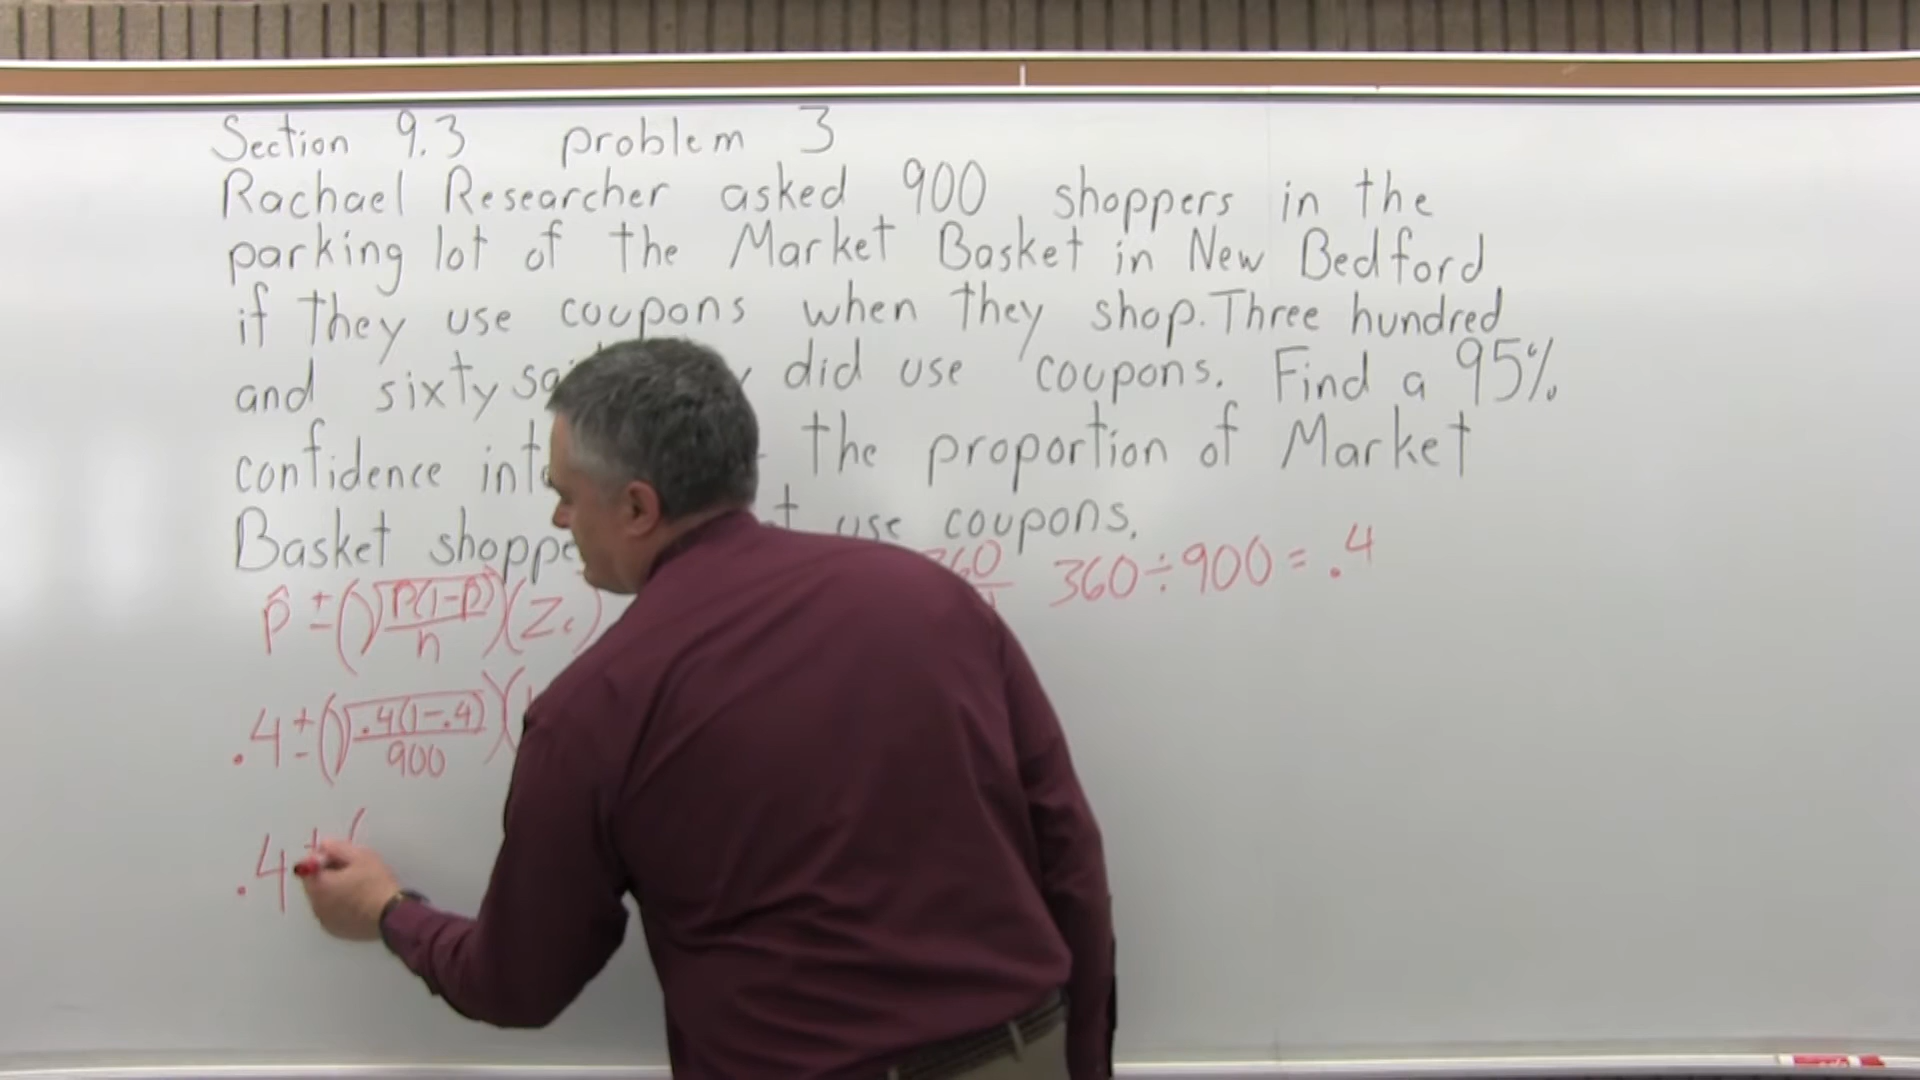 Section 9.3 problem 3
Rachael Researcher asked 900 shoppers in the
parking lot of the Market Basket in New Bedford
if they use coupons when they shop. Three hundred
and sixty did use coupons. Find a 95%
confidence the proportion of Market
Basket use coupons.
360 360÷900 = .4
p̂ ± (√(p(1-p)/n))(Zc)
.4 ± (√(.4(1-.4)/900))(
.4 ± (